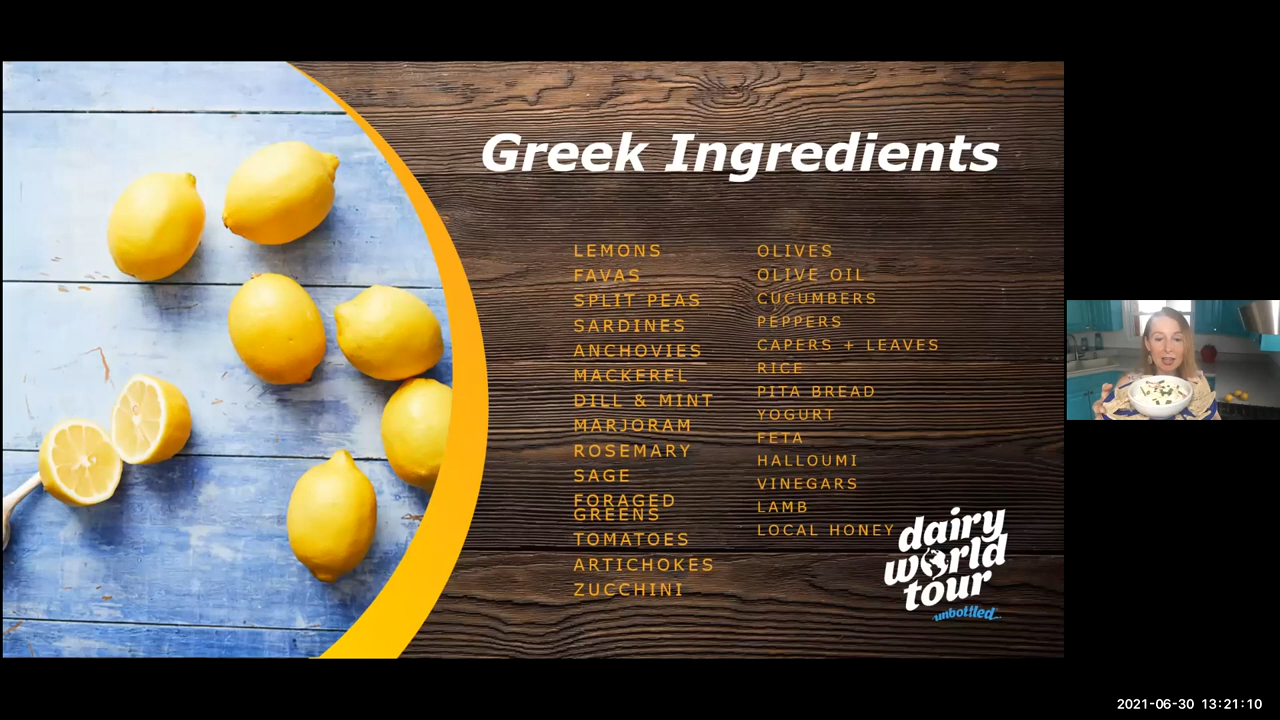 Greek Ingredients
LEMONS
FAVAS
SPLIT PEAS
SARDINES
ANCHOVIES
MACKEREL
DILL & MINT
MARJORAM
ROSEMARY
SAGE
FORAGED
GREENS
TOMATOES
ARTICHOKES
ZUCCHINI
OLIVES
OLIVE OIL
CUCUMBERS
PEPPERS
CAPERS + LEAVES
RICE
PITA BREAD
YOGURT
FETA
HALLOUMI
VINEGARS
LAMB
LOCAL HONEY
dairy
world
tour
unbottled
2021-06-30 13:21:10